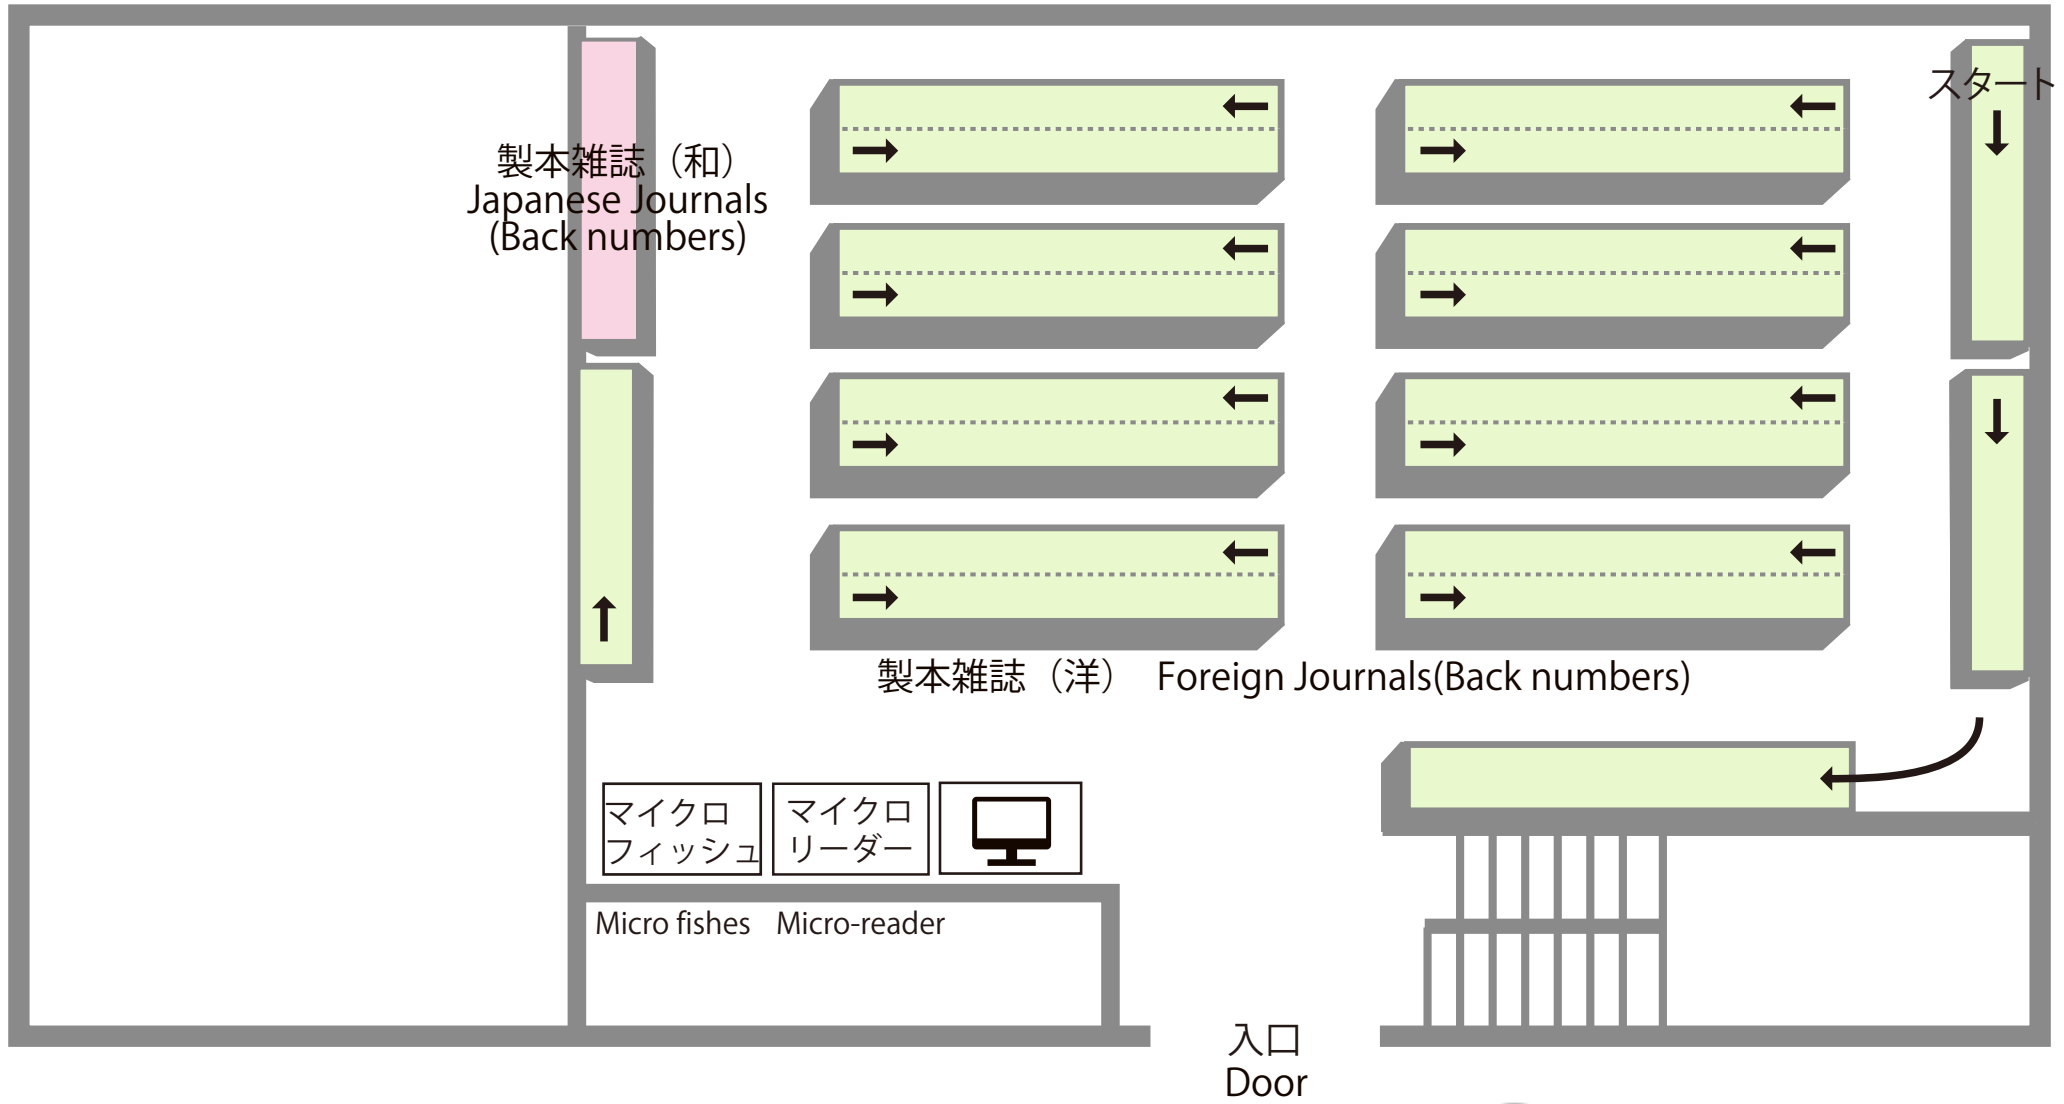 スタート
製本雑誌（和）
Japanese Journals
(Back numbers)
製本雑誌（洋） Foreign Journals(Back numbers)
マイクロ
フィッシュ
マイクロ
リーダー
Micro fishes
Micro-reader
入口
Door